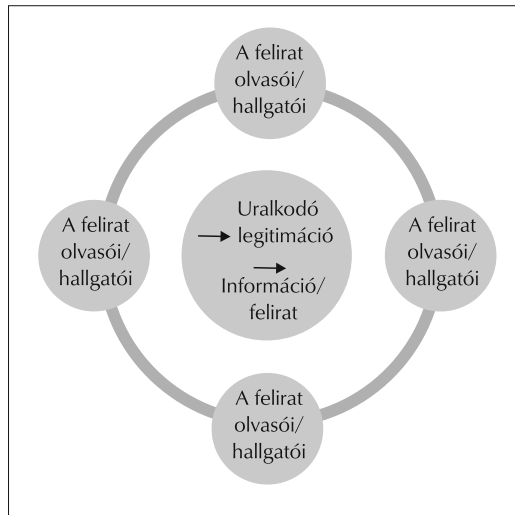 A felirat
olvasói/
hallgatói
A felirat
olvasói/
hallgatói
Uralkodó
→ legitimáció
→
Információ/
felirat
A felirat
olvasói/
hallgatói
A felirat
olvasói/
hallgatói